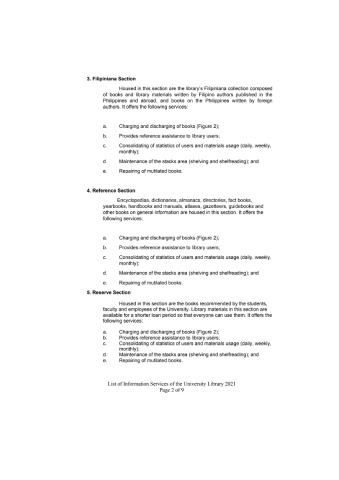 3. Filipiniana Section
Housed in this section are the library's Filipiniana collection composed
of books and library materials written by Filipino authors published in the
Philippines and abroad, and books on the Philippines written by foreign
authors. It offers the following services:
a. Charging and discharging of books (Figure 2);
b. Provides reference assistance to library users;
c. Consolidating of statistics of users and materials usage (daily, weekly,
monthly);
d. Maintenance of the stacks area (shelving and shelfreading); and
e. Repairing of mutilated books.
4. Reference Section
Encyclopedias, dictionaries, almanacs, directories, fact books,
yearbooks, handbooks and manuals, atlases, gazetteers, guidebooks and
other books on general information are housed in this section. It offers the
following services:
a. Charging and discharging of books (Figure 2);
b. Provides reference assistance to library users;
c. Consolidating of statistics of users and materials usage (daily, weekly,
monthly);
d. Maintenance of the stacks area (shelving and shelfreading); and
e. Repairing of mutilated books.
5. Reserve Section
Housed in this section are the books recommended by the students,
faculty and employees of the University. Library materials in this section are
available for a shorter loan period so that everyone can use them. It offers the
following services:
a. Charging and discharging of books (Figure 2);
b. Provides reference assistance to library users;
c. Consolidating of statistics of users and materials usage (daily, weekly,
monthly);
d. Maintenance of the stacks area (shelving and shelfreading); and
e. Repairing of mutilated books.
List of Information Services of the University Library 2021
Page 2 of 9